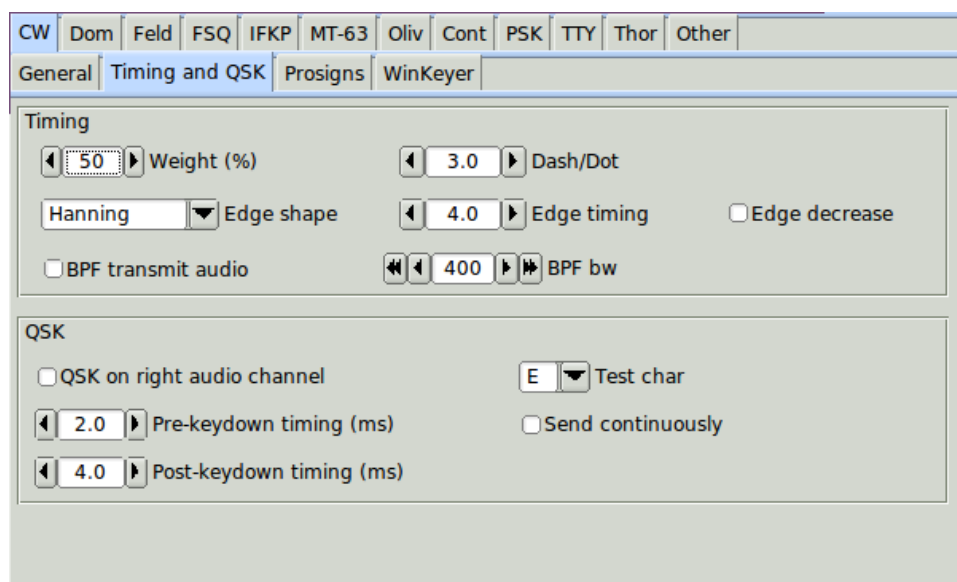 CW Dom Feld FSQ IFKP MT-63 Oliv Cont PSK TTY Thor Other
General Timing and QSK Prosigns WinKeyer
Timing
50 Weight (%) 3.0 Dash/Dot
Hanning Edge shape 4.0 Edge timing Edge decrease
BPF transmit audio 400 BPF bw
QSK
QSK on right audio channel E Test char
2.0 Pre-keydown timing (ms) Send continuously
4.0 Post-keydown timing (ms)